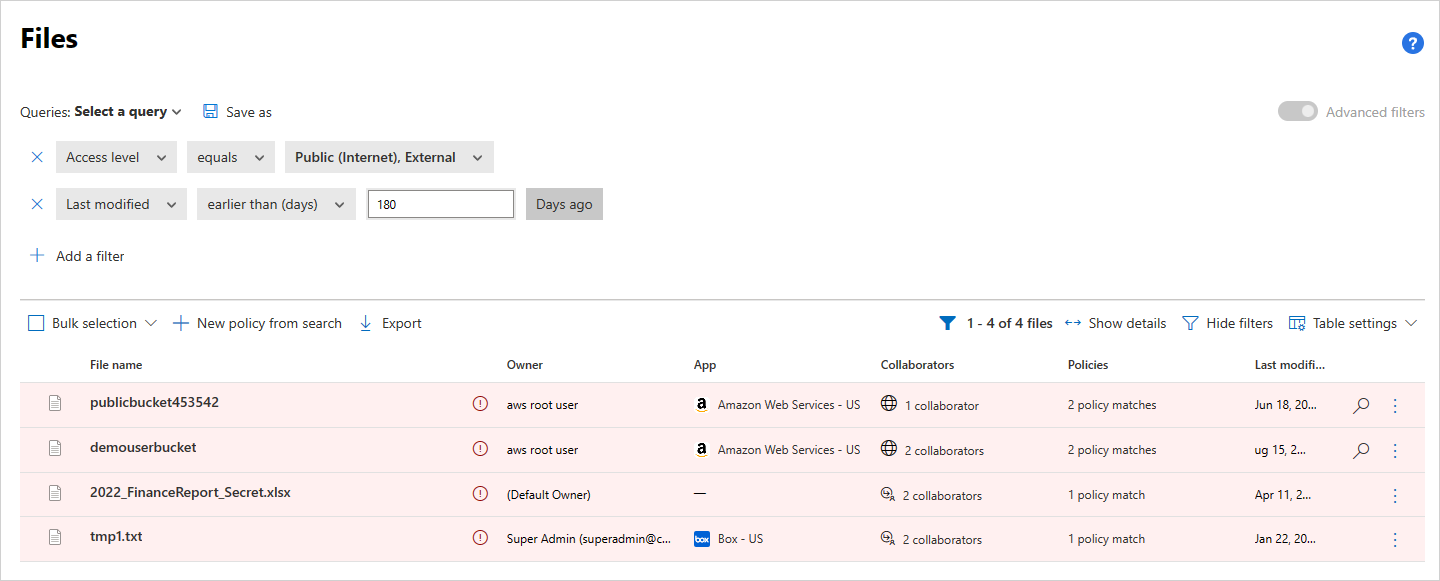 Files
?
Queries: Select a query Save as Advanced filters
Access level equals Public (Internet), External
Last modified earlier than (days) 180 Days ago
Add a filter
Bulk selection New policy from search Export 1 - 4 of 4 files Show details Hide filters Table settings
File name Owner App Collaborators Policies Last modifi...
publicbucket453542 aws root user a Amazon Web Services - US 1 collaborator 2 policy matches Jun 18, 20...
demouserbucket aws root user a Amazon Web Services - US 2 collaborators 2 policy matches ug 15, 2...
2022_FinanceReport_Secret.xlsx (Default Owner) — 2 collaborators 1 policy match Apr 11, 2...
tmp1.txt Super Admin (superadmin@c... box Box - US 2 collaborators 1 policy match Jan 22, 20...